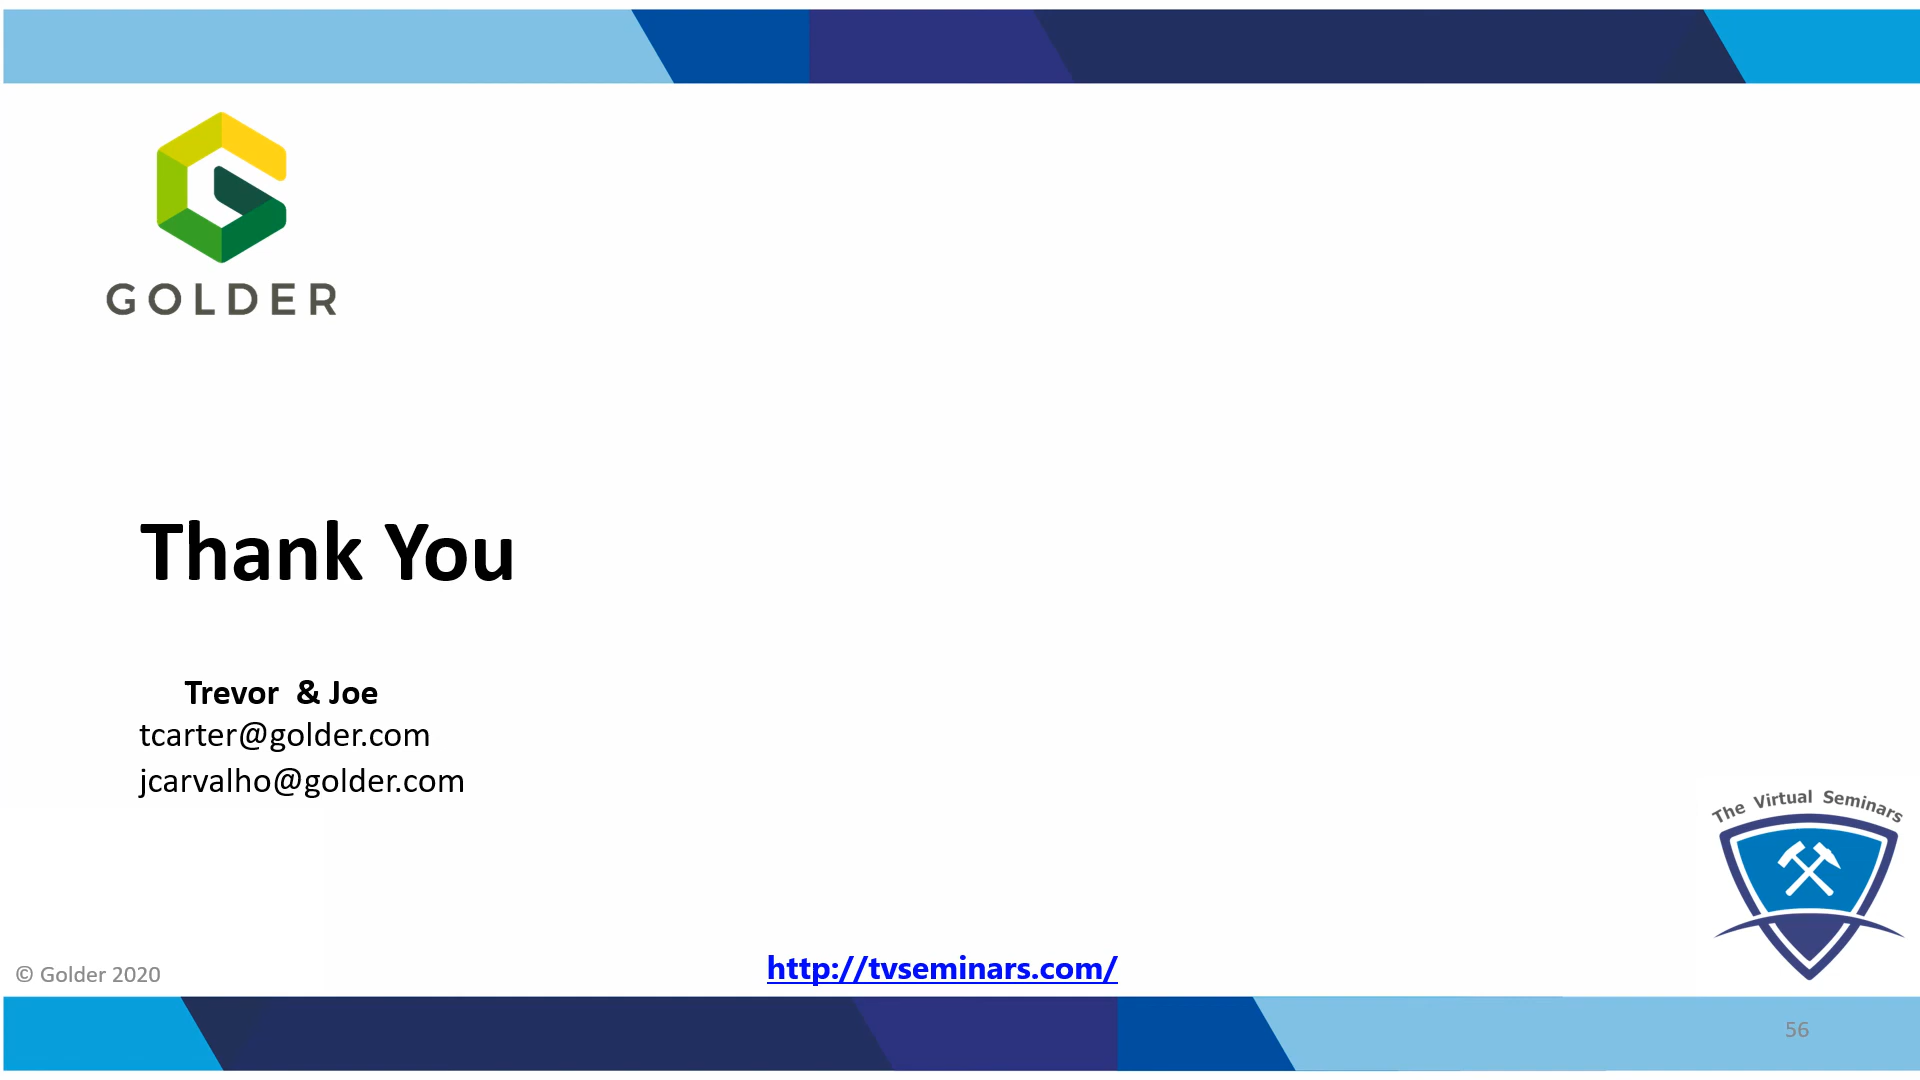 GOLDER
Thank You
Trevor & Joe
tcarter@golder.com
jcarvalho@golder.com
The Virtual Seminars
© Golder 2020
http://tvseminars.com/
56